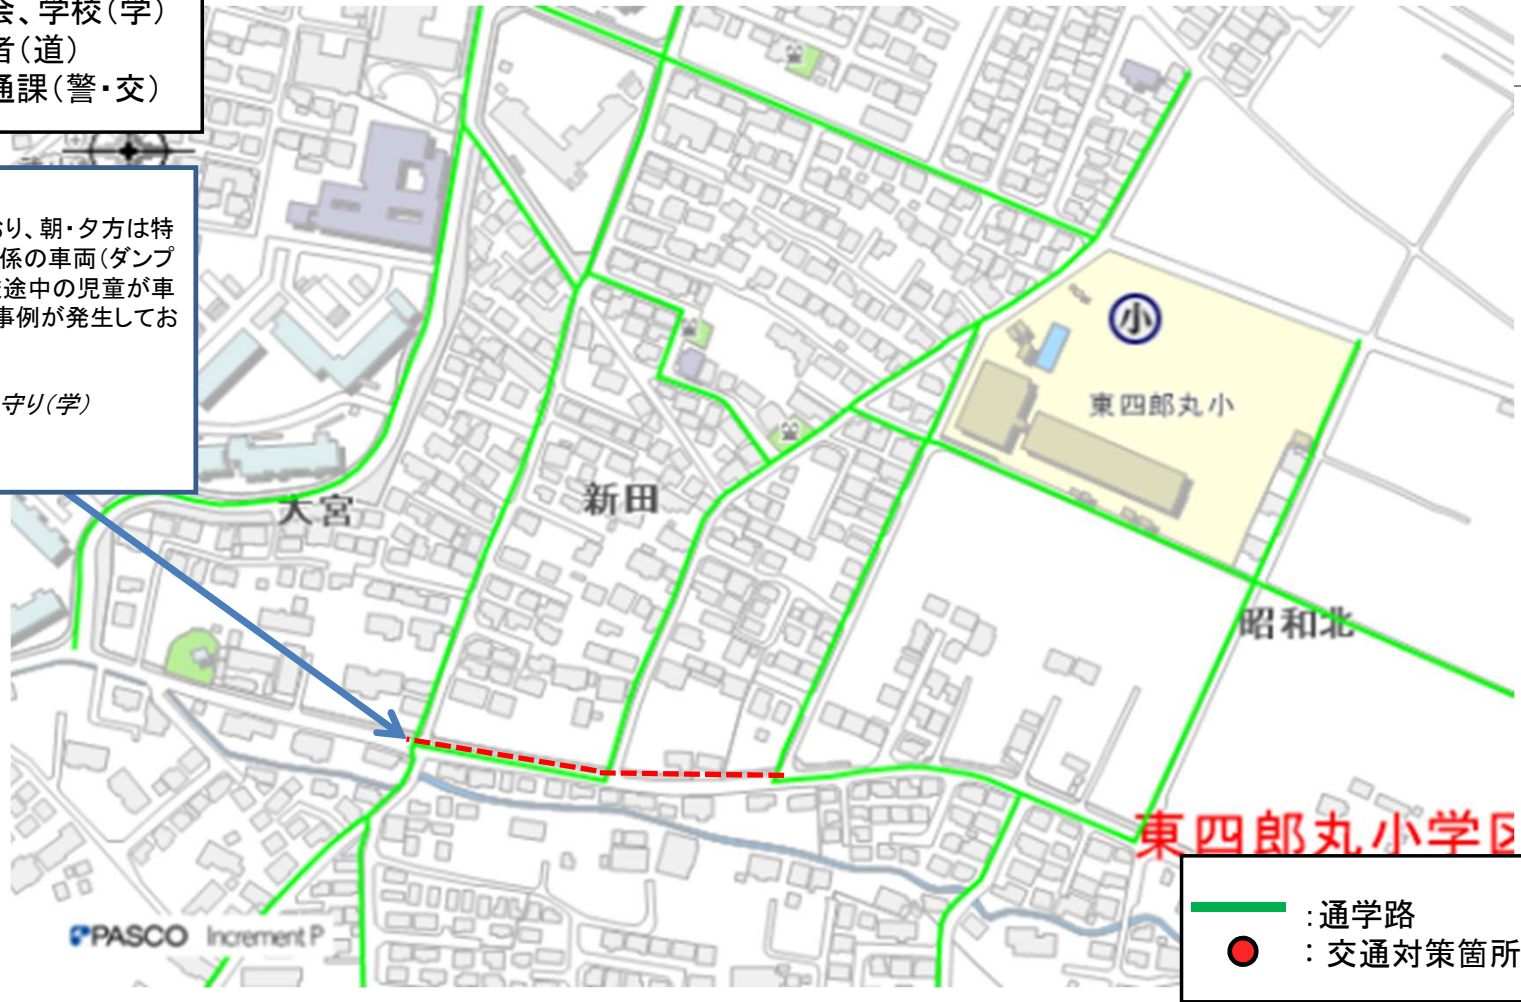 会、学校（学）
者（道）
通課（警・交）
おり、朝・夕方は特
係の車両（ダンプ
途中の児童が車
事例が発生してお
守り（学）
小
東四郎丸小
大宮
新田
昭和北
東四郎丸小学区
PASCO Increment P
：通学路
：交通対策箇所